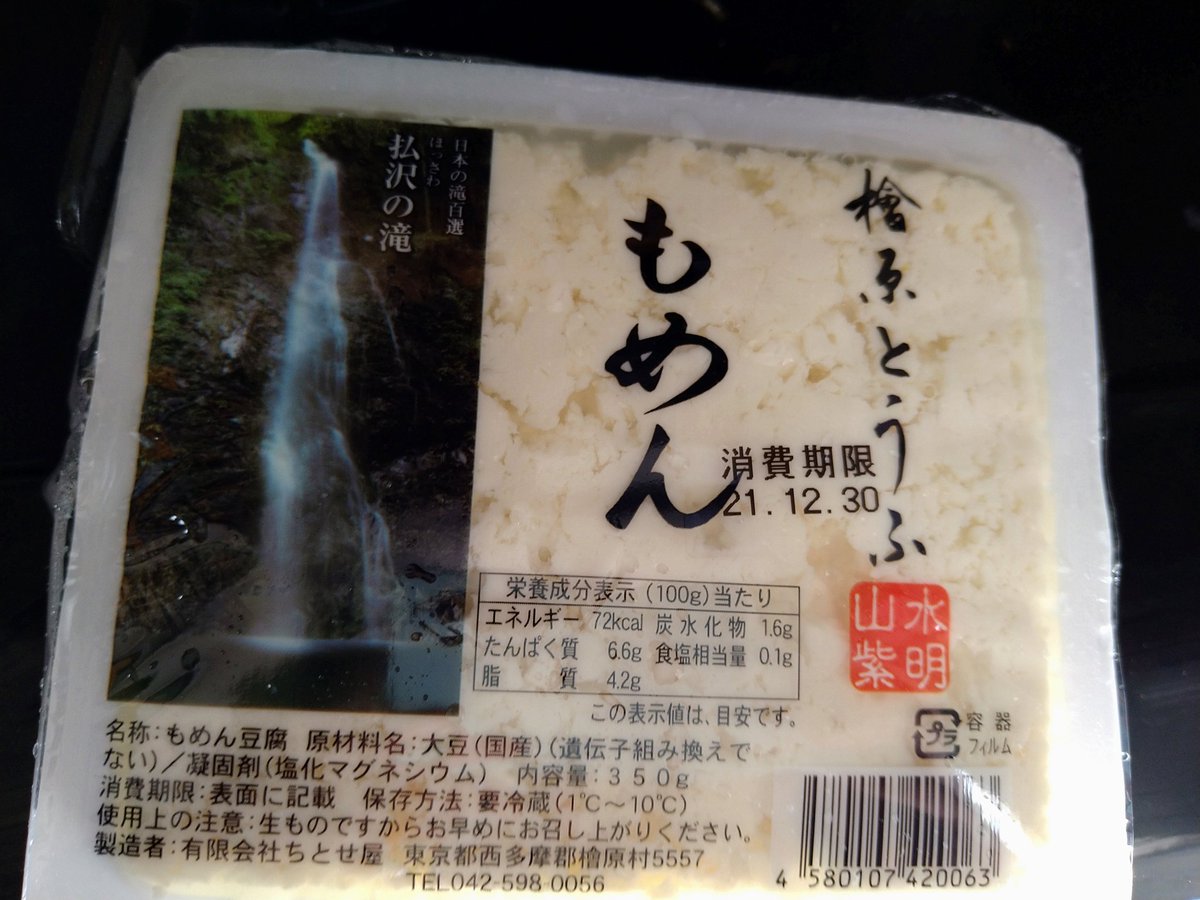 日本の滝百選
ほっさわ
払沢の滝
檜原とうふ
もめん
消費期限
21.12.30
水明
山紫
栄養成分表示(100g)当たり
エネルギー 72kcal 炭水化物 1.6g
たんぱく質 6.6g 食塩相当量 0.1g
脂質 4.2g
この表示値は、目安です。
プラ
容器
フィルム
名称:もめん豆腐 原材料名:大豆(国産)(遺伝子組み換えで
ない)/凝固剤(塩化マグネシウム) 内容量:350g
消費期限:表面に記載 保存方法:要冷蔵(1℃~10℃)
使用上の注意:生ものですからお早めにお召し上がりください。
製造者:有限会社ちとせ屋 東京都西多摩郡檜原村5557
TEL042-598-0056
4 580107 420063